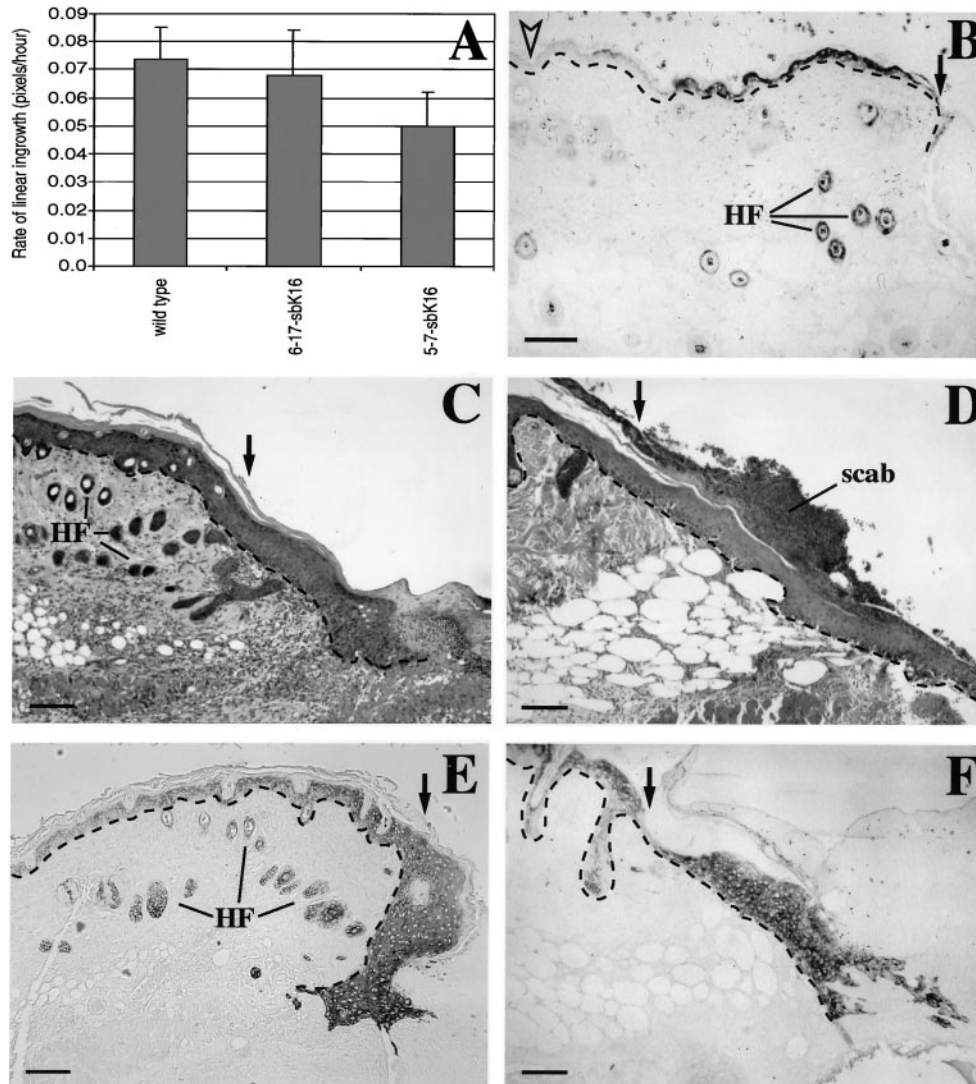 Rate of linear ingrowth (pixels/hour)
0.09
0.08
0.07
0.06
0.05
0.04
0.03
0.02
0.01
0.0
wild type
6-17-sbK16
5-7-sbK16
A
B
HF
C
HF
D
scab
E
HF
F